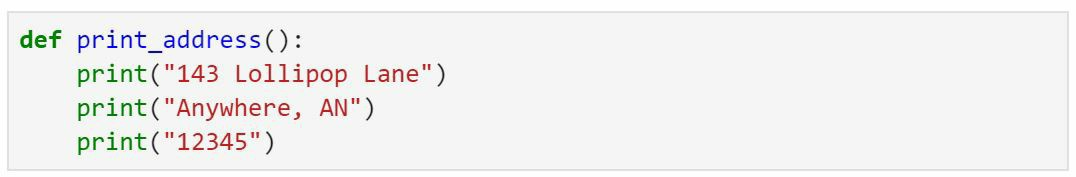 def print_address():
    print("143 Lollipop Lane")
    print("Anywhere, AN")
    print("12345")